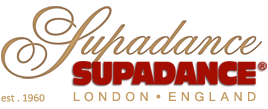 Supadance
SUPADANCE®
est. 1960
LONDON • ENGLAND